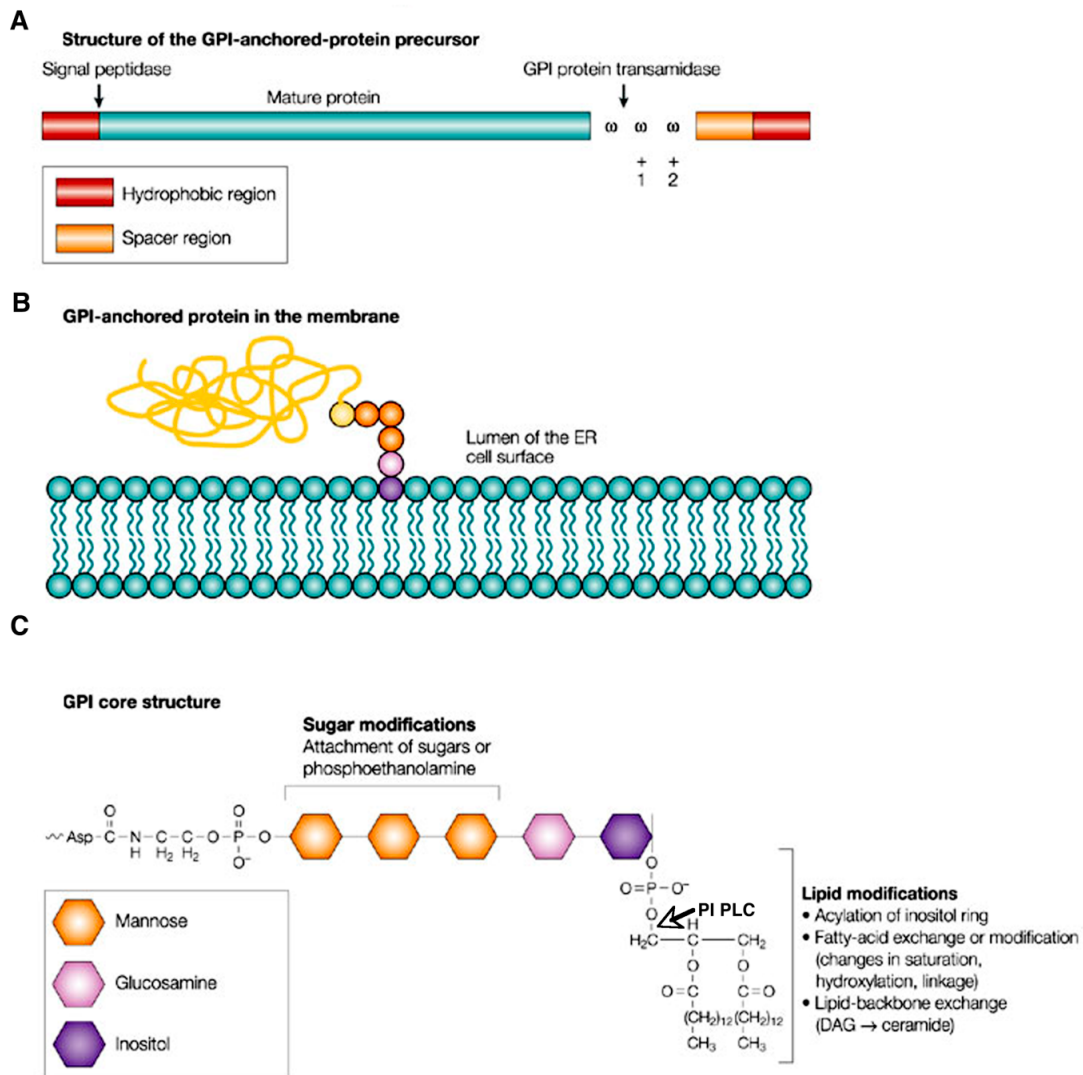 A
Structure of the GPI-anchored-protein precursor
Signal peptidase
GPI protein transamidase
Mature protein
ω ω ω
+ +
1 2
Hydrophobic region
Spacer region
B
GPI-anchored protein in the membrane
Lumen of the ER
cell surface
C
GPI core structure
Sugar modifications
Attachment of sugars or
phosphoethanolamine
O O
Asp C N C C O P O
H H₂ H₂ O⁻
O
O=P O⁻
O
PI PLC
H
H₂C C CH₂
O O
O=C C=O
(CH₂)₁₂ (CH₂)₁₂
CH₃ CH₃
Mannose
Glucosamine
Inositol
Lipid modifications
• Acylation of inositol ring
• Fatty-acid exchange or modification
(changes in saturation,
hydroxylation, linkage)
• Lipid-backbone exchange
(DAG → ceramide)